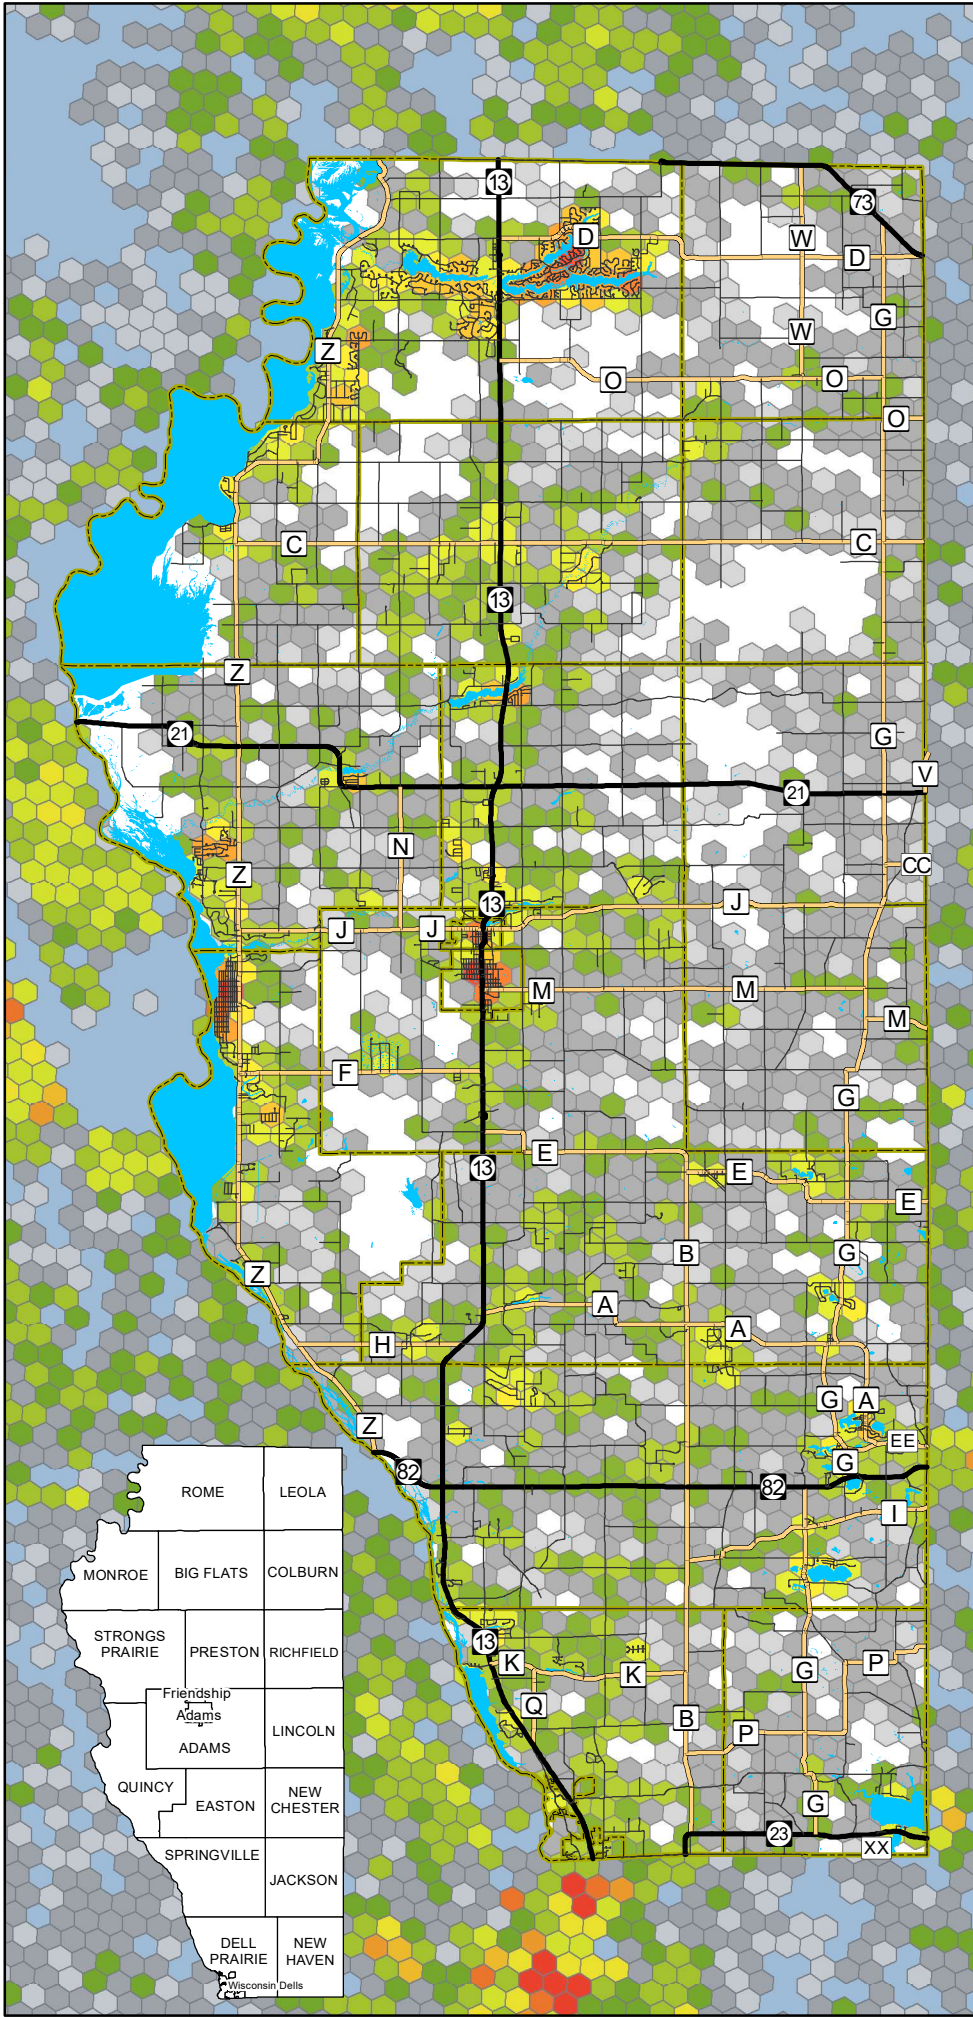 13
73
D
W
D
G
W
Z
O
O
O
C
C
13
Z
21
G
V
21
N
Z
CC
13
J
J
J
M
M
M
F
G
E
13
E
E
B
G
Z
A
A
H
G
A
Z
EE
G
82
82
I
13
K
K
G
P
Q
B
P
G
23
XX
ROME
LEOLA
MONROE
BIG FLATS
COLBURN
STRONGS
PRAIRIE
PRESTON
RICHFIELD
Friendship
Adams
ADAMS
LINCOLN
QUINCY
EASTON
NEW
CHESTER
SPRINGVILLE
JACKSON
DELL
PRAIRIE
NEW
HAVEN
Wisconsin Dells